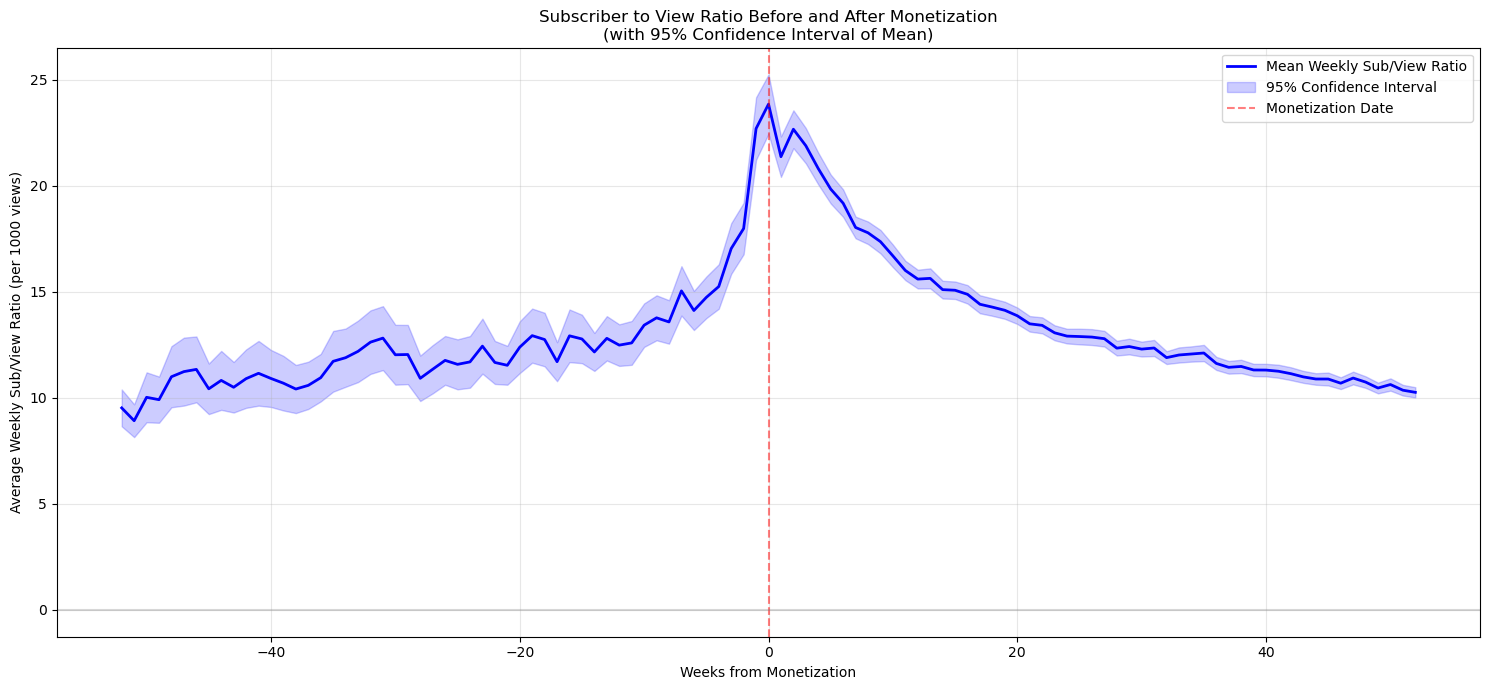 Subscriber to View Ratio Before and After Monetization
(with 95% Confidence Interval of Mean)
Mean Weekly Sub/View Ratio
95% Confidence Interval
Monetization Date
Average Weekly Sub/View Ratio (per 1000 views)
25
20
15
10
5
0
−40
−20
0
20
40
Weeks from Monetization